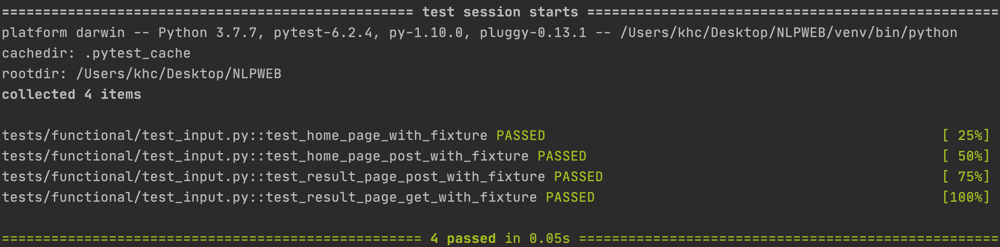 ================================================== test session starts ==================================================
platform darwin -- Python 3.7.7, pytest-6.2.4, py-1.10.0, pluggy-0.13.1 -- /Users/khc/Desktop/NLPWEB/venv/bin/python
cachedir: .pytest_cache
rootdir: /Users/khc/Desktop/NLPWEB
collected 4 items
tests/functional/test_input.py::test_home_page_with_fixture PASSED [ 25%]
tests/functional/test_input.py::test_home_page_post_with_fixture PASSED [ 50%]
tests/functional/test_input.py::test_result_page_post_with_fixture PASSED [ 75%]
tests/functional/test_input.py::test_result_page_get_with_fixture PASSED [100%]
=================================================== 4 passed in 0.05s ===================================================